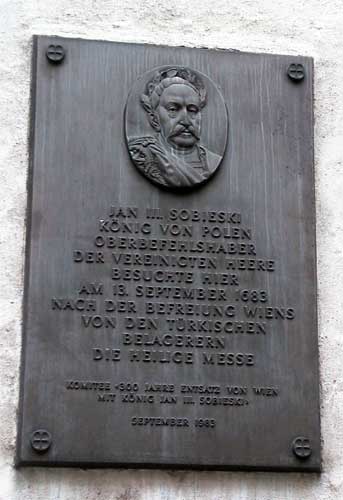 JAN III. SOBIESKI
KÖNIG VON POLEN
OBERBEFEHLSHABER
DER VEREINIGTEN HEERE
BESUCHTE HIER
AM 13. SEPTEMBER 1683
NACH DER BEFREIUNG WIENS
VON DEN TÜRKISCHEN
BELAGERERN
DIE HEILIGE MESSE
KOMITEE «300 JAHRE ENTSATZ VON WIEN
MIT KÖNIG JAN III. SOBIESKI»
SEPTEMBER 1983